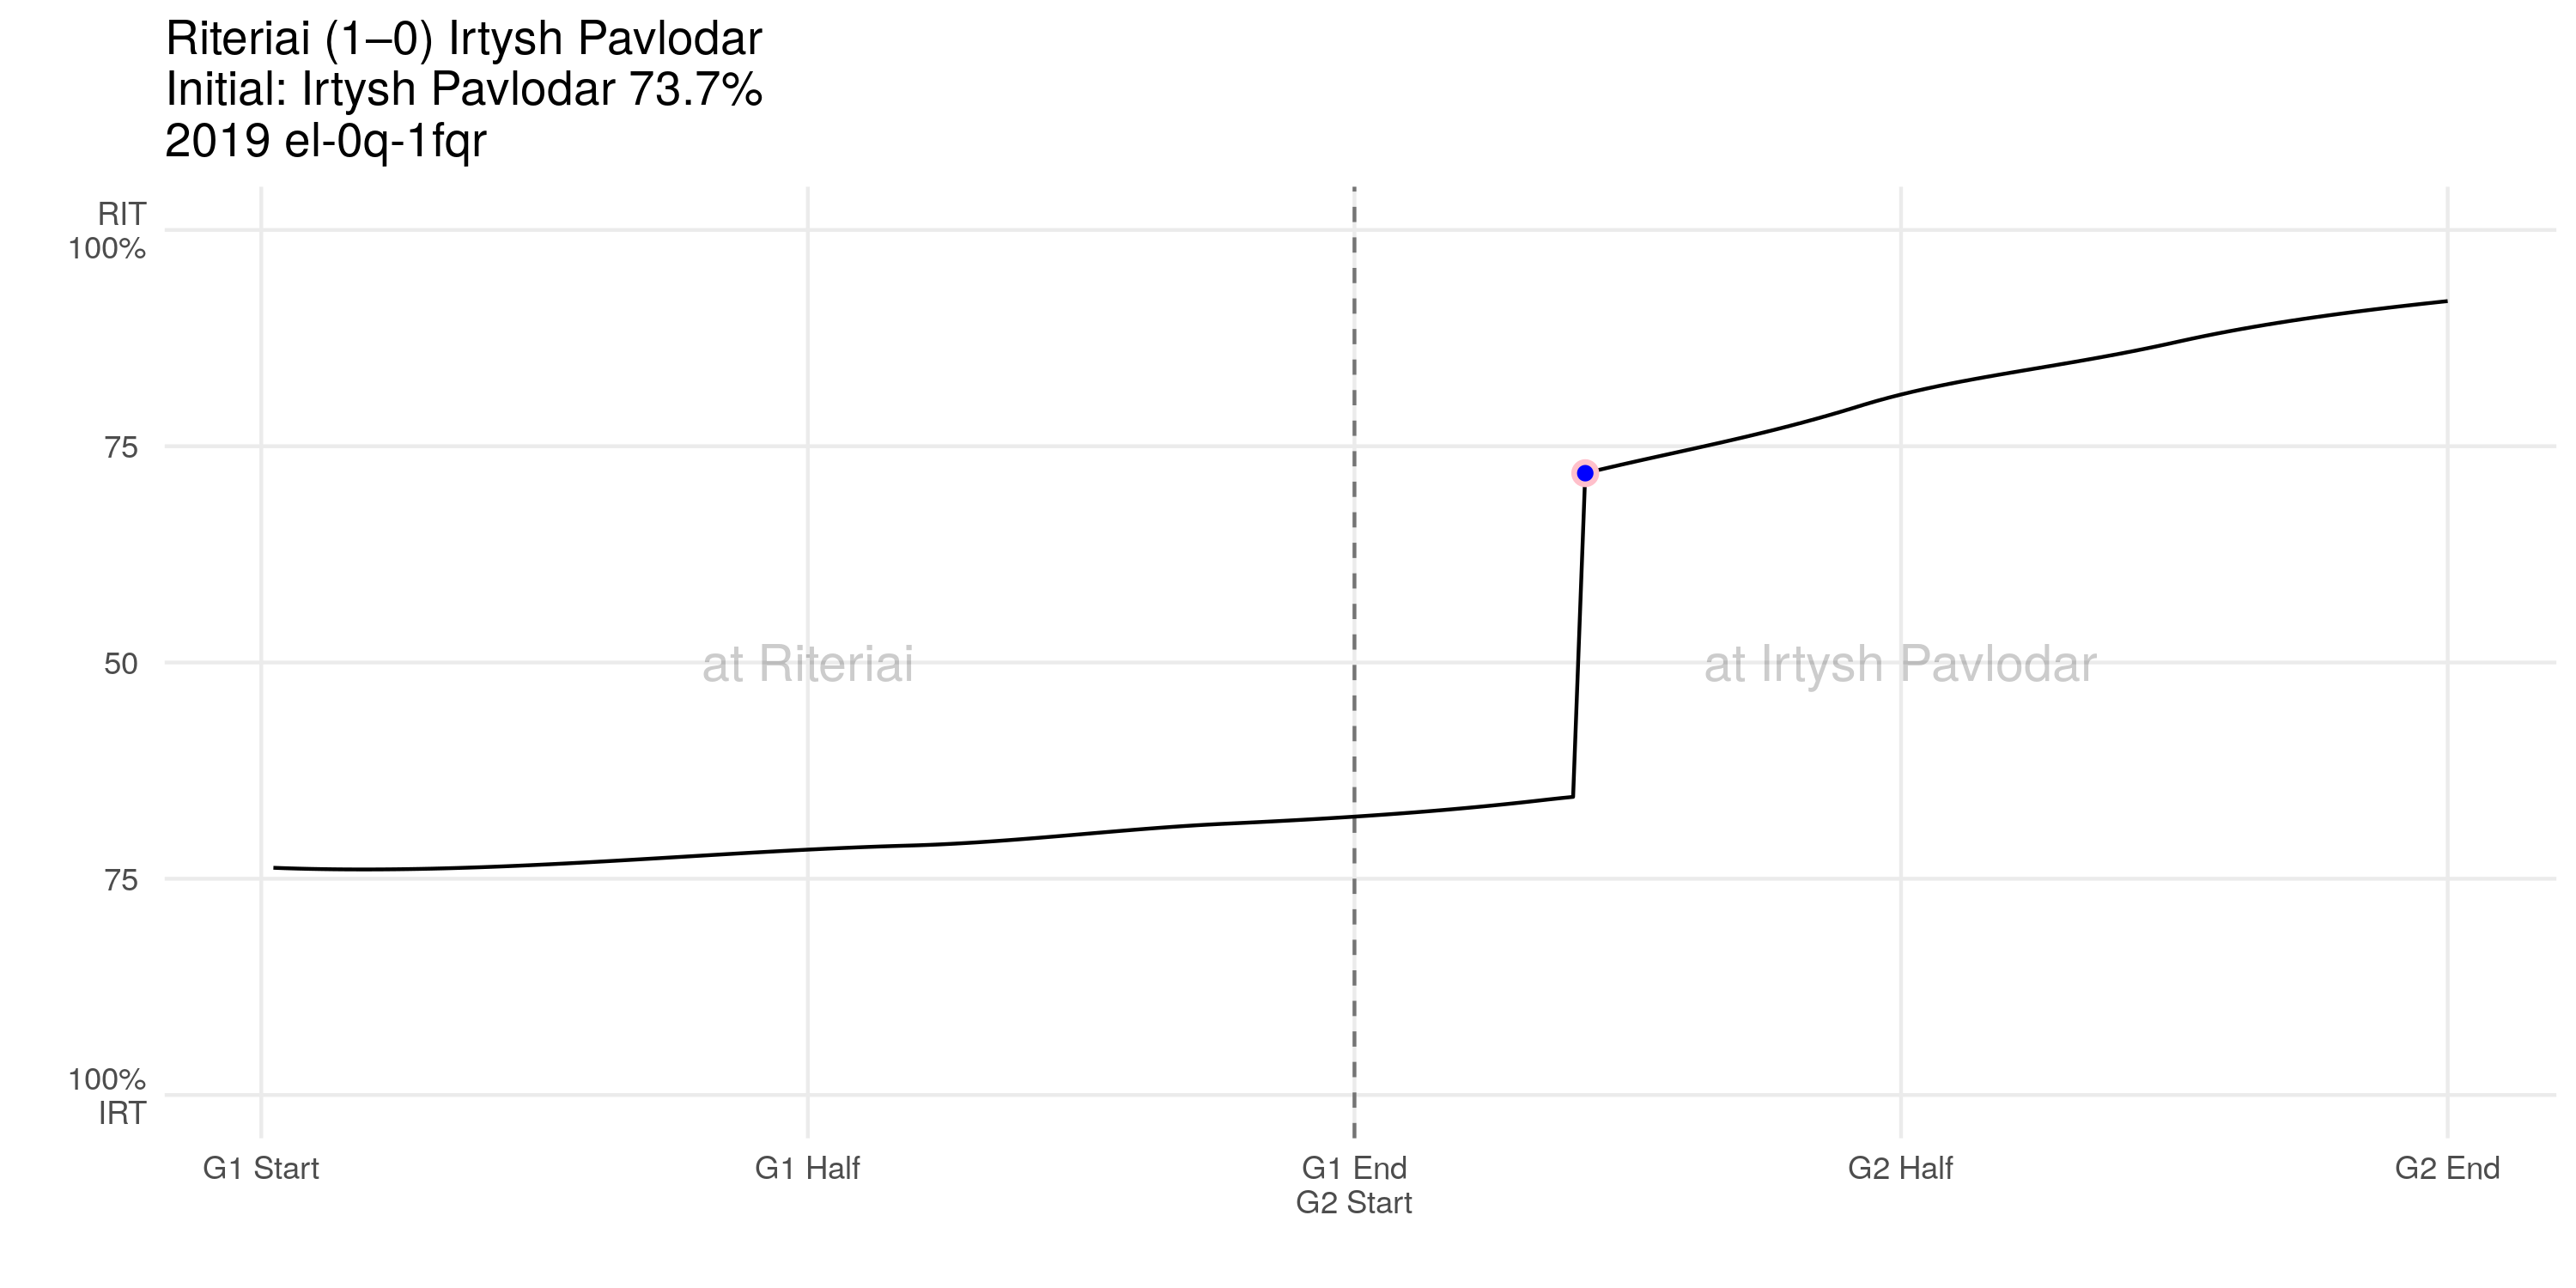 Riteriai (1–0) Irtysh Pavlodar
Initial: Irtysh Pavlodar 73.7%
2019 el-0q-1fqr
RIT
100%
75
50
75
100%
IRT
at Riteriai
at Irtysh Pavlodar
G1 Start
G1 Half
G1 End
G2 Start
G2 Half
G2 End